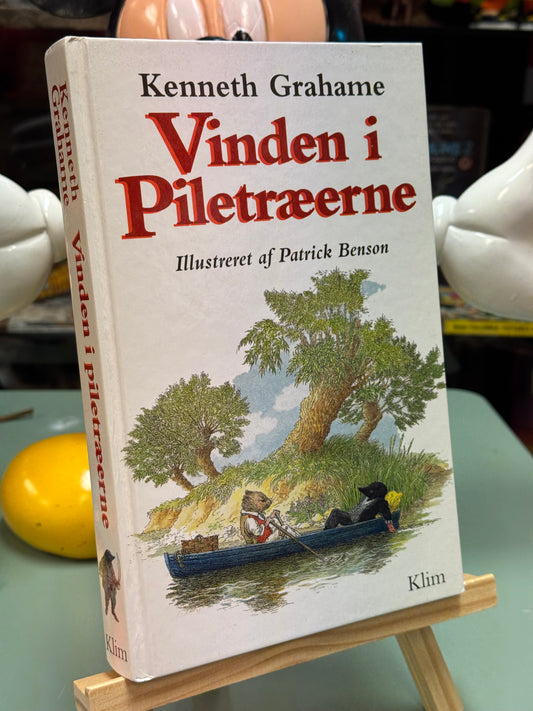 Kenneth Grahame
Vinden i
Piletræerne
Illustreret af Patrick Benson
Klim
Kenneth
Grahame
Vinden i piletræerne
Klim